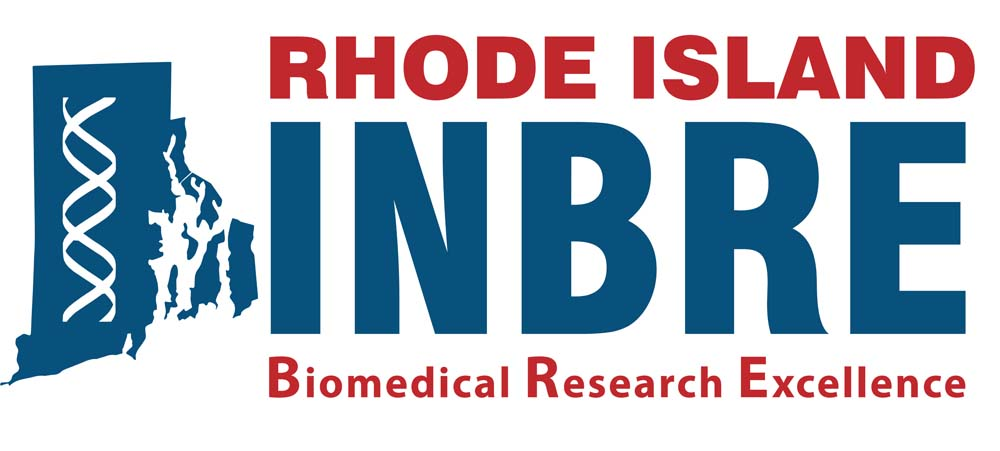 RHODE ISLAND
INBRE
Biomedical Research Excellence